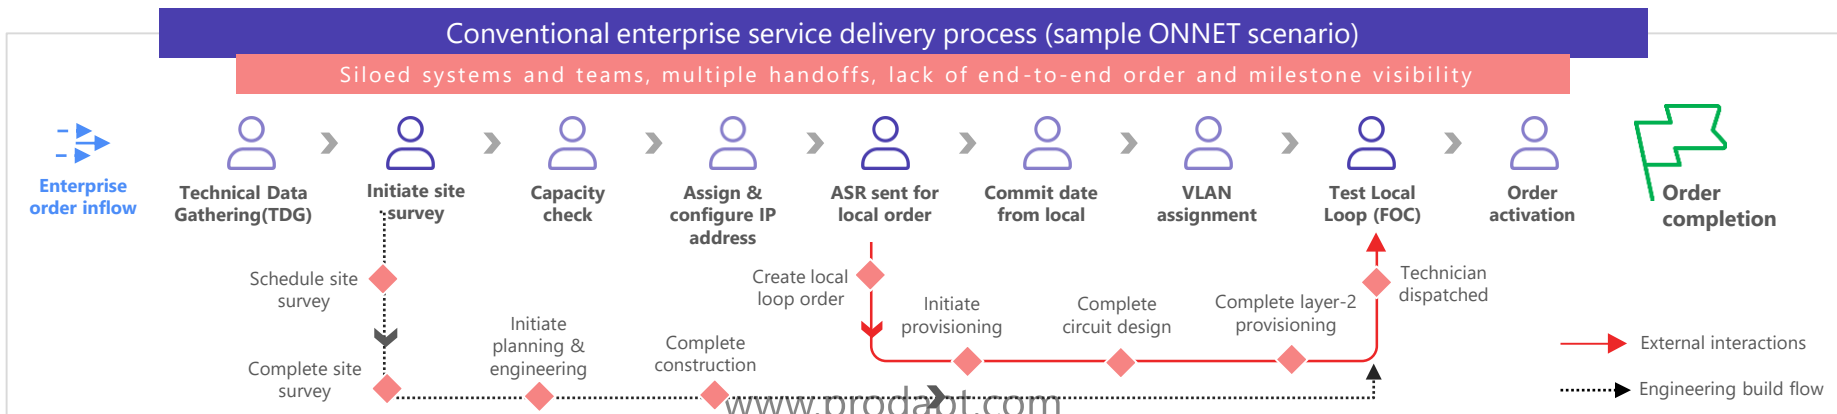 Conventional enterprise service delivery process (sample ONNET scenario)
Siloed systems and teams, multiple handoffs, lack of end-to-end order and milestone visibility
Enterprise
order inflow
Technical Data
Gathering(TDG)
Initiate site
survey
Capacity
check
Assign &
configure IP
address
ASR sent for
local order
Commit date
from local
VLAN
assignment
Test Local
Loop (FOC)
Order
activation
Order
completion
Schedule site
survey
Complete site
survey
Initiate
planning &
engineering
Complete
construction
Create local
loop order
Initiate
provisioning
Complete
circuit design
Complete layer-2
provisioning
Technician
dispatched
External interactions
Engineering build flow
www.prodapt.com